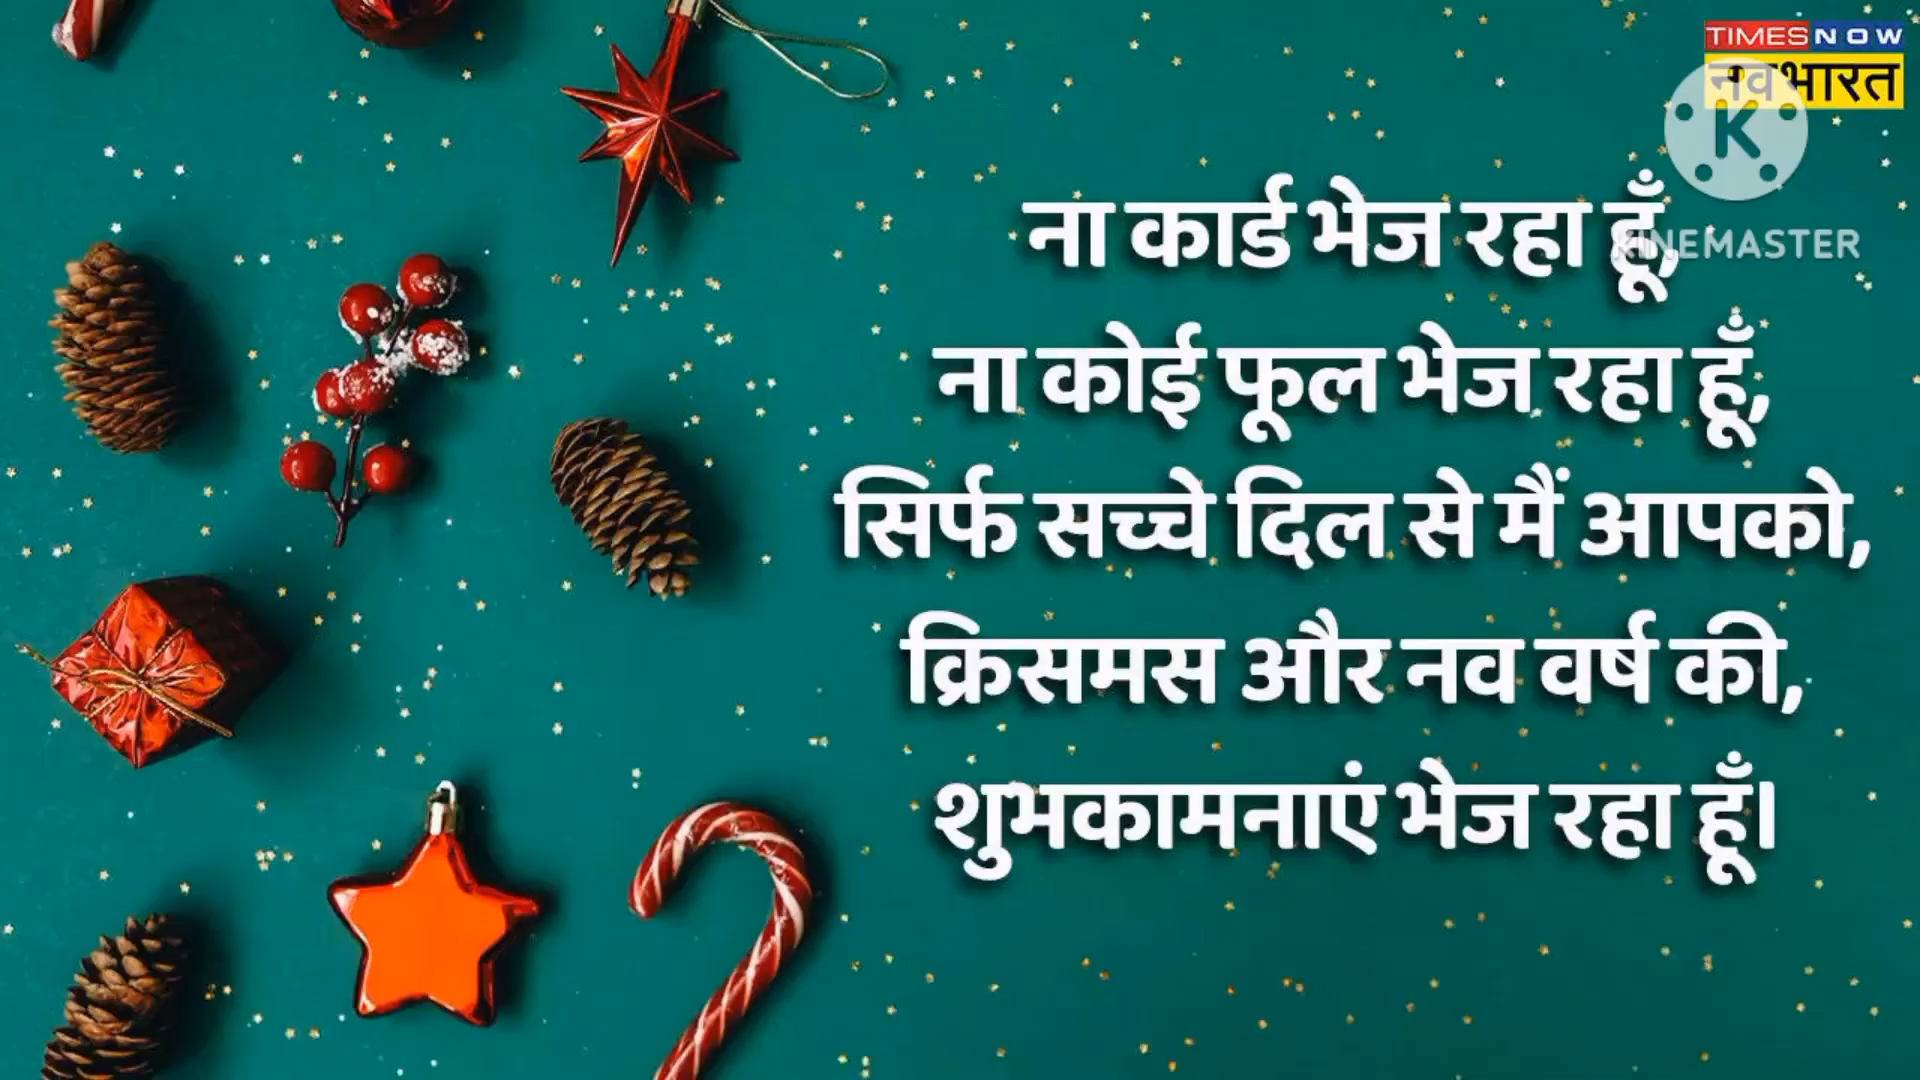 TIMES NOW
नवभारत
KINEMASTER
ना कार्ड भेज रहा हूँ,
ना कोई फूल भेज रहा हूँ,
सिर्फ सच्चे दिल से मैं आपको,
क्रिसमस और नव वर्ष की,
शुभकामनाएं भेज रहा हूँ।